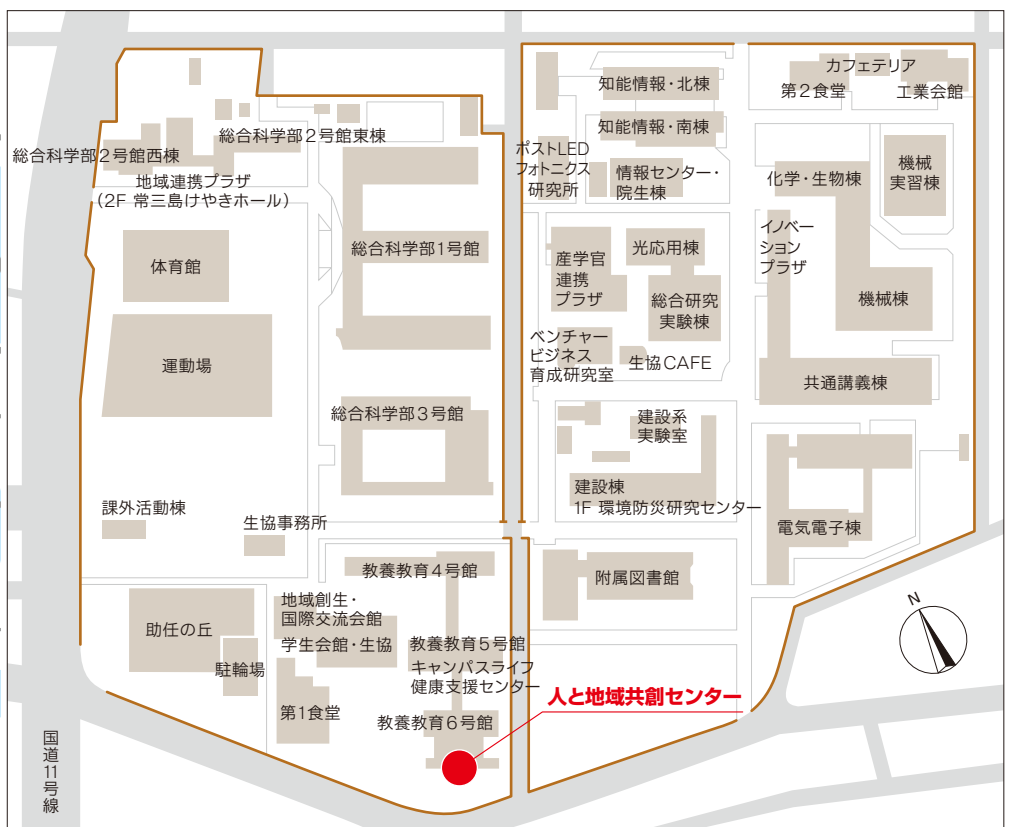 カフェテリア
知能情報・北棟
第2食堂
工業会館
知能情報・南棟
総合科学部2号館東棟
総合科学部2号館西棟
ポストLED
フォトニクス
研究所
情報センター・
院生棟
化学・生物棟
機械
実習棟
地域連携プラザ
(2F 常三島けやきホール)
総合科学部1号館
体育館
産学官
連携
プラザ
光応用棟
イノベー
ション
プラザ
総合研究
実験棟
機械棟
運動場
ベンチャー
ビジネス
育成研究室
生協CAFE
共通講義棟
総合科学部3号館
建設系
実験室
建設棟
1F 環境防災研究センター
課外活動棟
生協事務所
電気電子棟
教養教育4号館
附属図書館
地域創生・
国際交流会館
助任の丘
学生会館・生協
教養教育5号館
駐輪場
キャンパスライフ
健康支援センター
第1食堂
教養教育6号館
人と地域共創センター
N
国道11号線